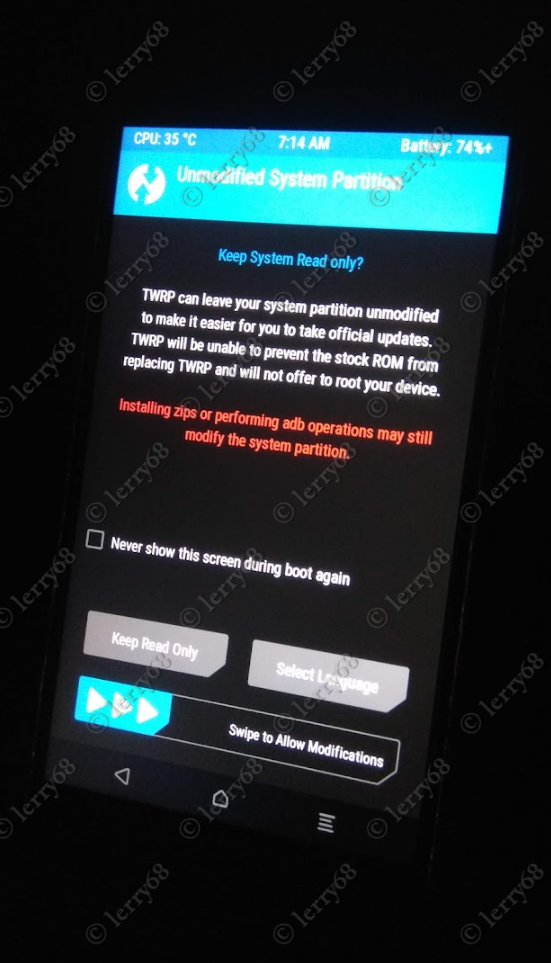 CPU: 35 °C 7:14 AM Battery: 74%+
Unmodified System Partition
Keep System Read only?
TWRP can leave your system partition unmodified
to make it easier for you to take official updates.
TWRP will be unable to prevent the stock ROM from
replacing TWRP and will not offer to root your device.
Installing zips or performing adb operations may still
modify the system partition.
Never show this screen during boot again
Keep Read Only
Select Language
Swipe to Allow Modifications
© lerry68